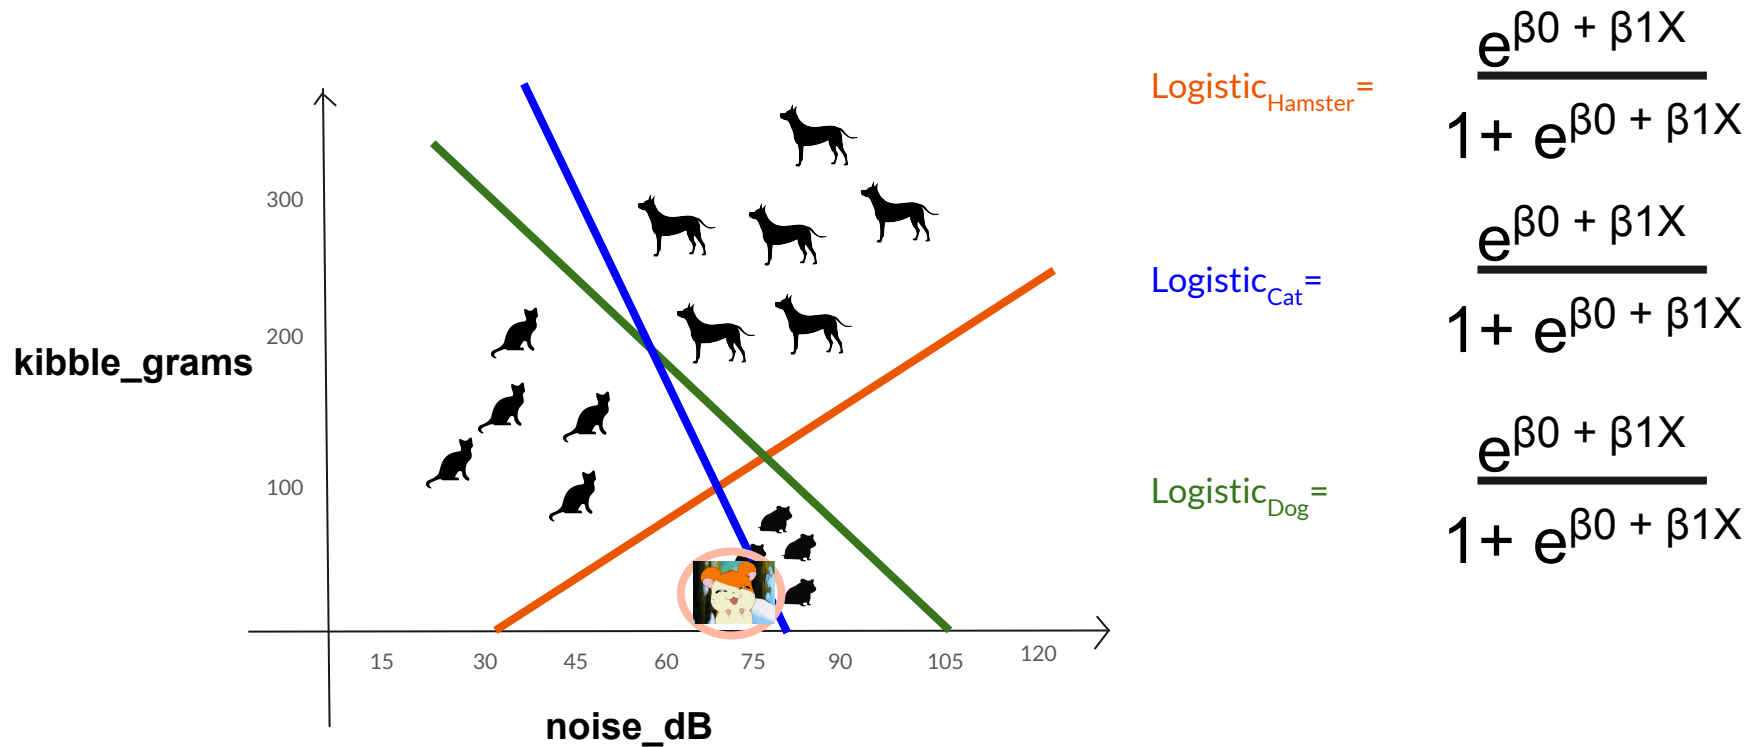 e^β0 + β1X
Logistic_Hamster=
1+ e^β0 + β1X
300
e^β0 + β1X
Logistic_Cat=
1+ e^β0 + β1X
200
kibble_grams
e^β0 + β1X
100
Logistic_Dog=
1+ e^β0 + β1X
15 30 45 60 75 90 105 120
noise_dB